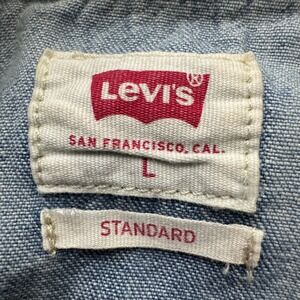 Levi's®
SAN FRANCISCO, CAL.
L
STANDARD